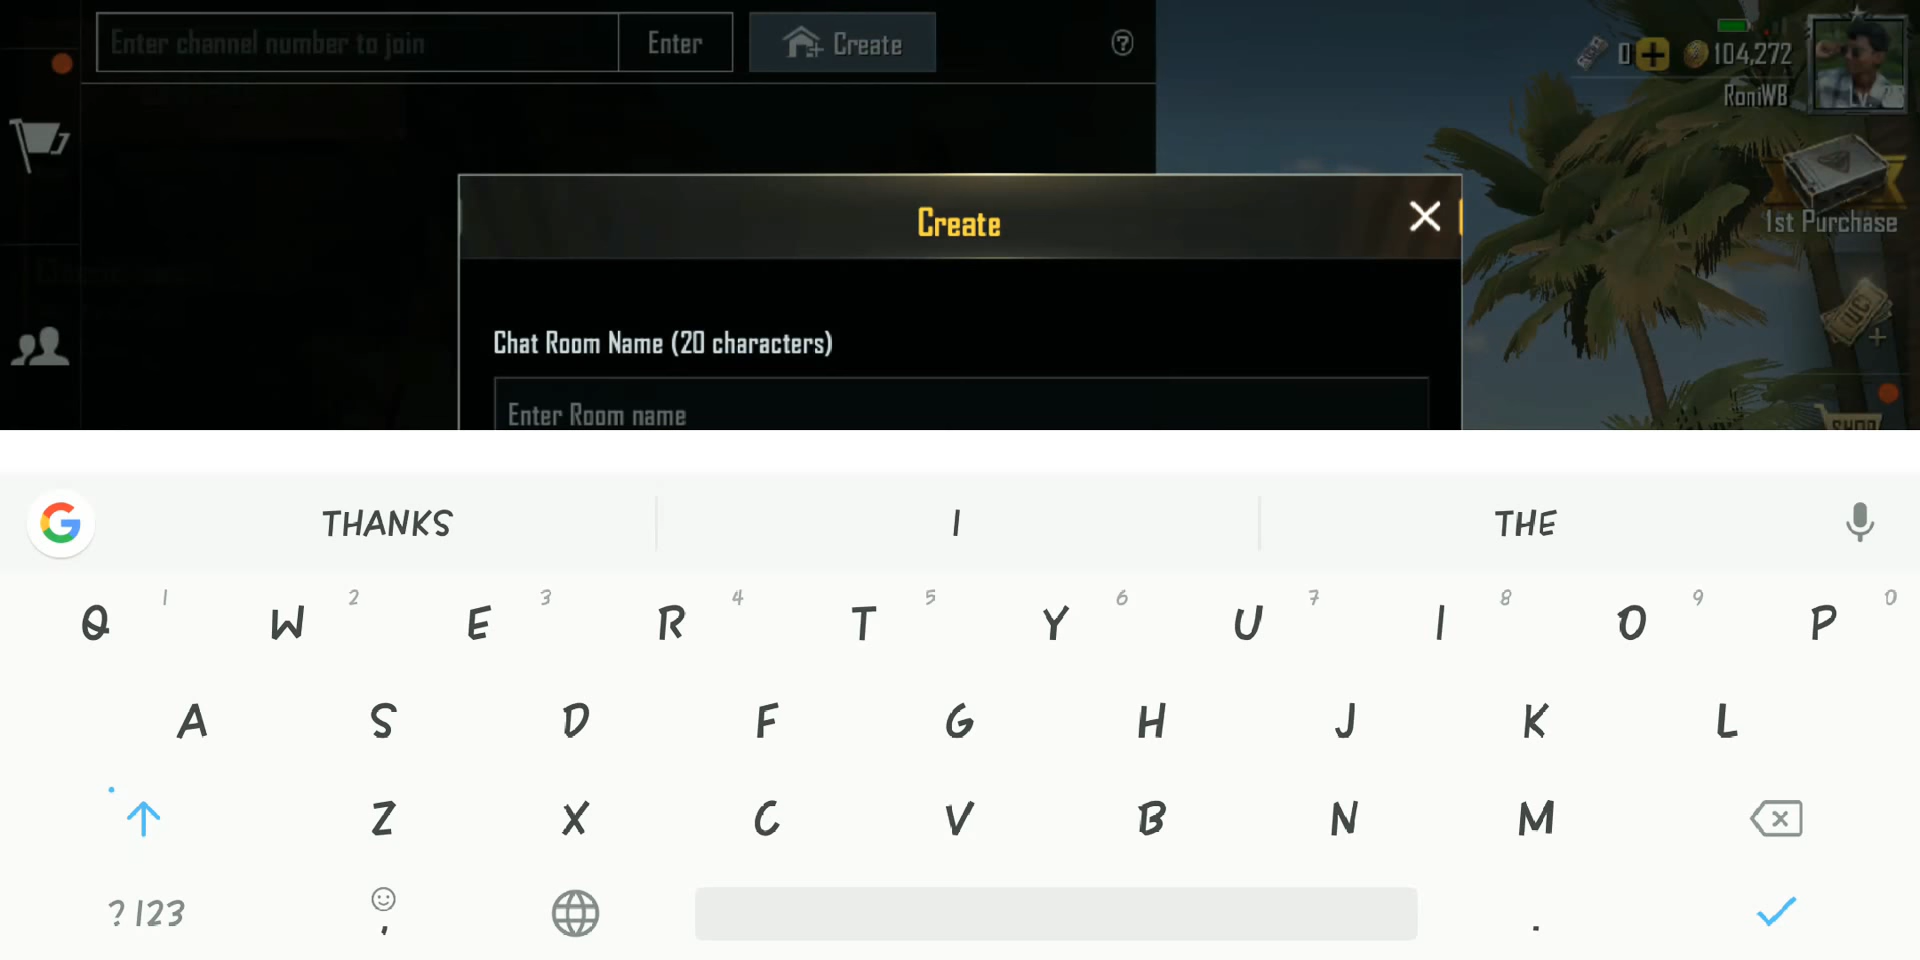 Enter channel number to join
Enter
Create
?
0
104,272
RoniWB
1st Purchase
UC
Create
Chat Room Name (20 characters)
Enter Room name
G
THANKS
I
THE
1 2 3 4 5 6 7 8 9 0
Q W E R T Y U I O P
A S D F G H J K L
Z X C V B N M
?123
,
.